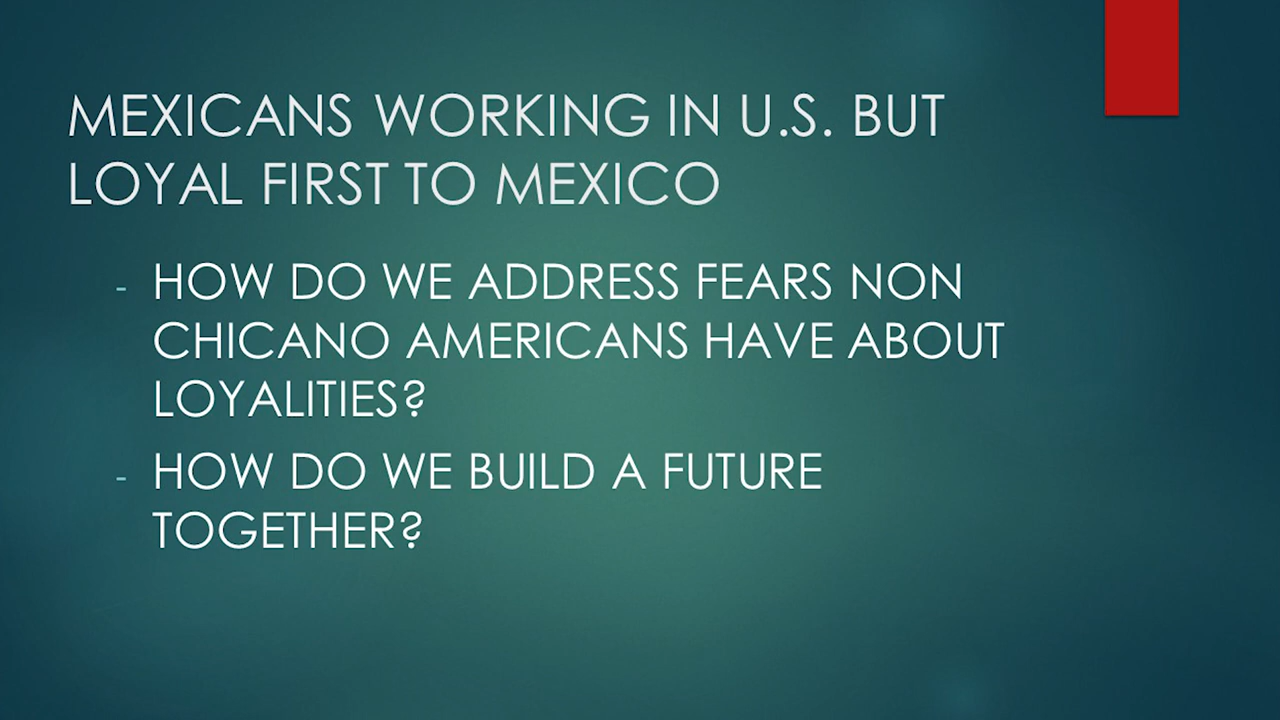 MEXICANS WORKING IN U.S. BUT
LOYAL FIRST TO MEXICO
- HOW DO WE ADDRESS FEARS NON
CHICANO AMERICANS HAVE ABOUT
LOYALITIES?
- HOW DO WE BUILD A FUTURE
TOGETHER?